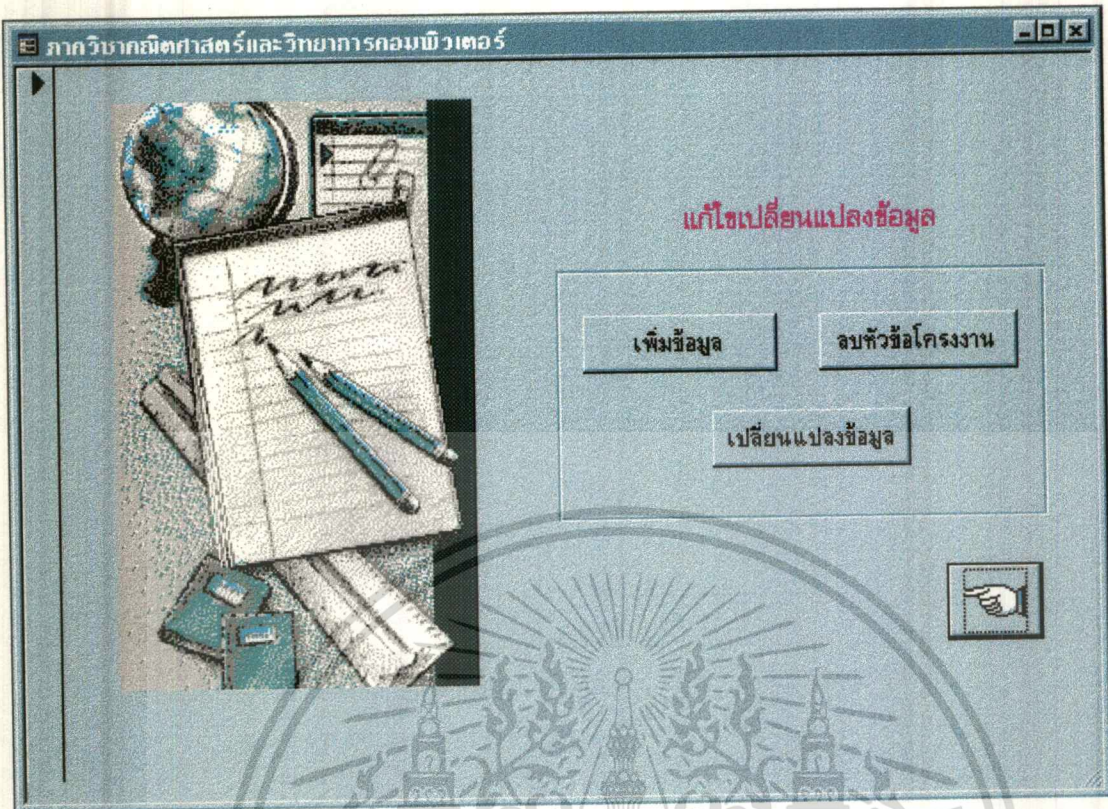 ภาควิชาคณิตศาสตร์และวิทยาการคอมพิวเตอร์
แก้ไขเปลี่ยนแปลงข้อมูล
เพิ่มข้อมูล
ลบหัวข้อโครงงาน
เปลี่ยนแปลงข้อมูล